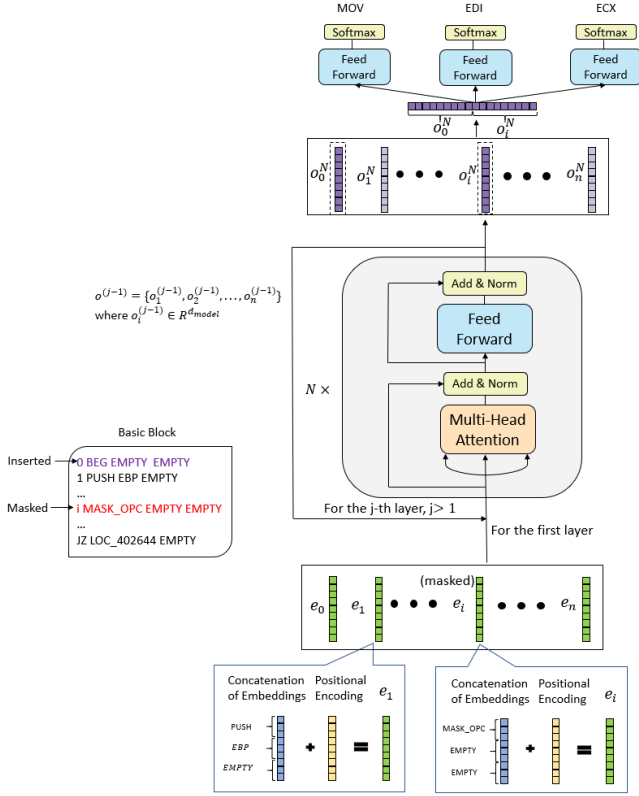 MOV EDI ECX
Softmax Softmax Softmax
Feed Forward Feed Forward Feed Forward
o_0^N o_i^N
o_0^N o_1^N • • • o_i^N • • • o_n^N
o^{(j-1)} = {o_1^{(j-1)}, o_2^{(j-1)}, ..., o_n^{(j-1)}}
where o_i^{(j-1)} ∈ R^{d_{model}}
Add & Norm
Feed
Forward
Add & Norm
N ×
Multi-Head
Attention
Basic Block
Inserted
0 BEG EMPTY EMPTY
1 PUSH EBP EMPTY
...
Masked
i MASK_OPC EMPTY EMPTY
...
JZ LOC_402644 EMPTY
For the j-th layer, j> 1
For the first layer
(masked)
e_0 e_1 • • • e_i • • • e_n
Concatenation
of Embeddings
Positional
Encoding
e_1
PUSH
EBP
EMPTY
+ =
Concatenation
of Embeddings
Positional
Encoding
e_i
MASK_OPC
EMPTY
EMPTY
+ =